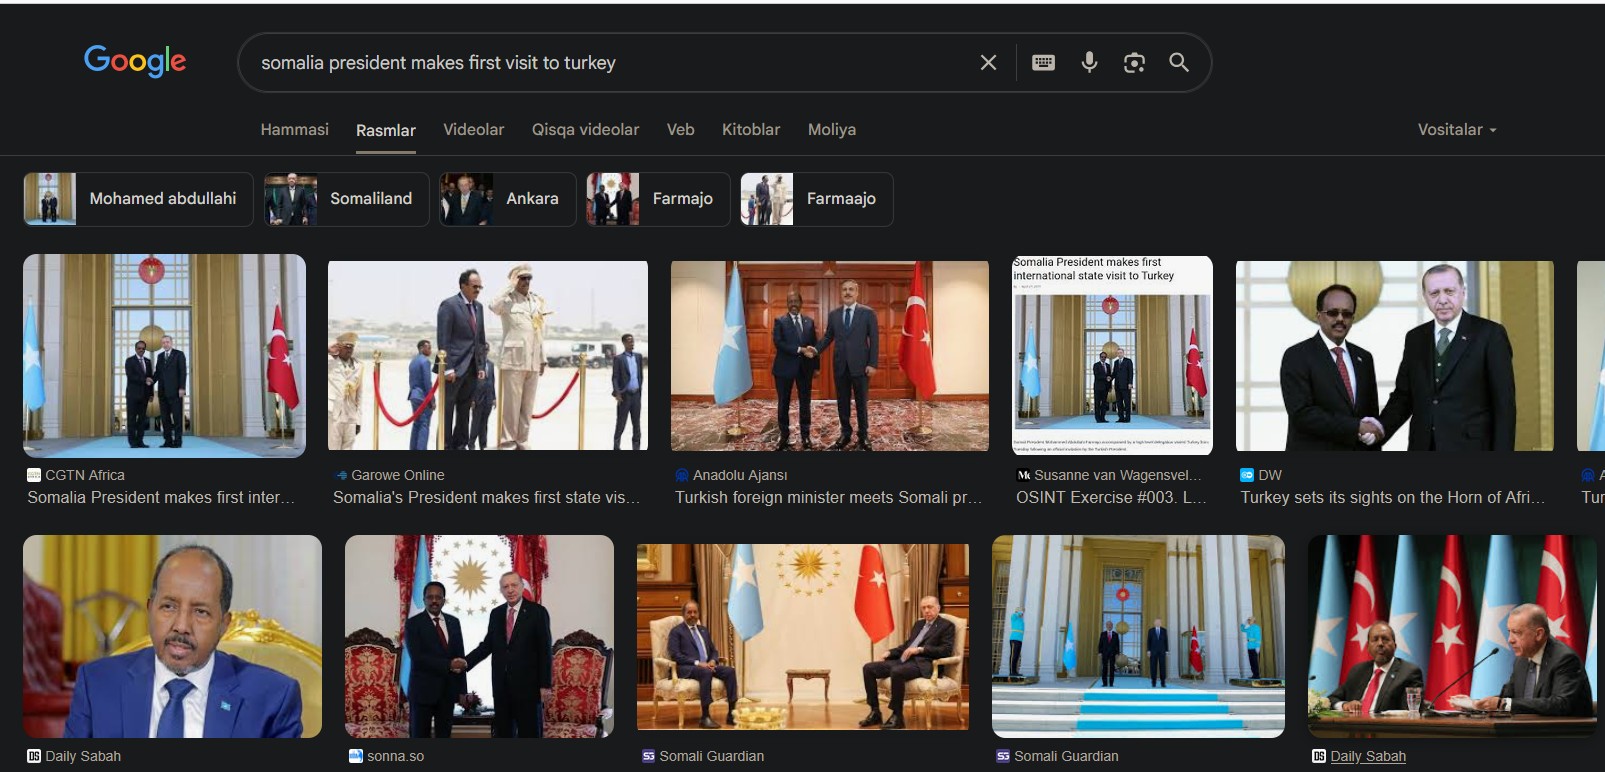 Google
somalia president makes first visit to turkey
Hammasi
Rasmlar
Videolar
Qisqa videolar
Veb
Kitoblar
Moliya
Vositalar
Mohamed abdullahi
Somaliland
Ankara
Farmajo
Farmaajo
Somalia President makes first
international state visit to Turkey
CGTN Africa
Somalia President makes first inter...
Garowe Online
Somalia's President makes first state vis...
Anadolu Ajansı
Turkish foreign minister meets Somali pr...
Susanne van Wagensvel...
OSINT Exercise #003. L...
DW
Turkey sets its sights on the Horn of Afri...
A
Tur
Daily Sabah
sonna.so
Somali Guardian
Somali Guardian
Daily Sabah